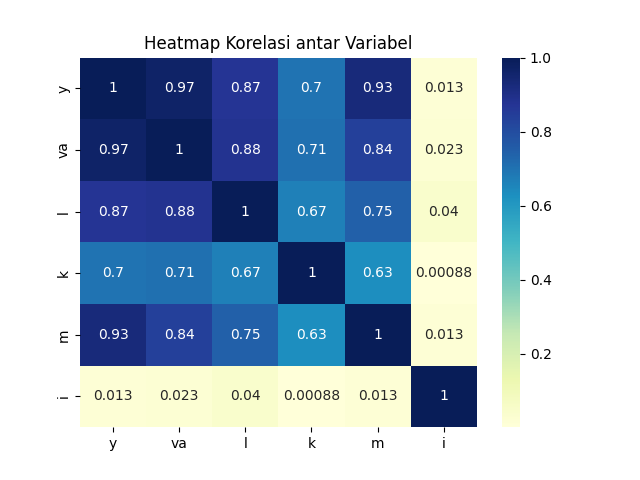 Heatmap Korelasi antar Variabel
y 1 0.97 0.87 0.7 0.93 0.013
va 0.97 1 0.88 0.71 0.84 0.023
l 0.87 0.88 1 0.67 0.75 0.04
k 0.7 0.71 0.67 1 0.63 0.00088
m 0.93 0.84 0.75 0.63 1 0.013
i 0.013 0.023 0.04 0.00088 0.013 1
y va l k m i
1.0
0.8
0.6
0.4
0.2